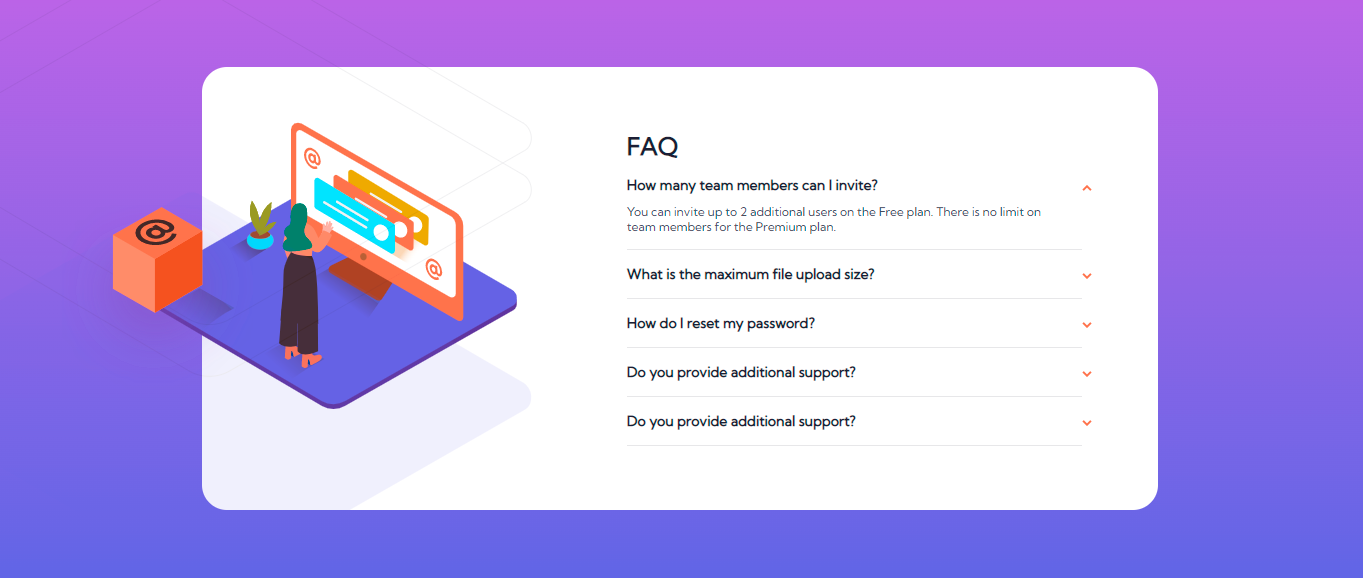 @
@
@
FAQ
How many team members can I invite?
You can invite up to 2 additional users on the Free plan. There is no limit on
team members for the Premium plan.
What is the maximum file upload size?
How do I reset my password?
Do you provide additional support?
Do you provide additional support?